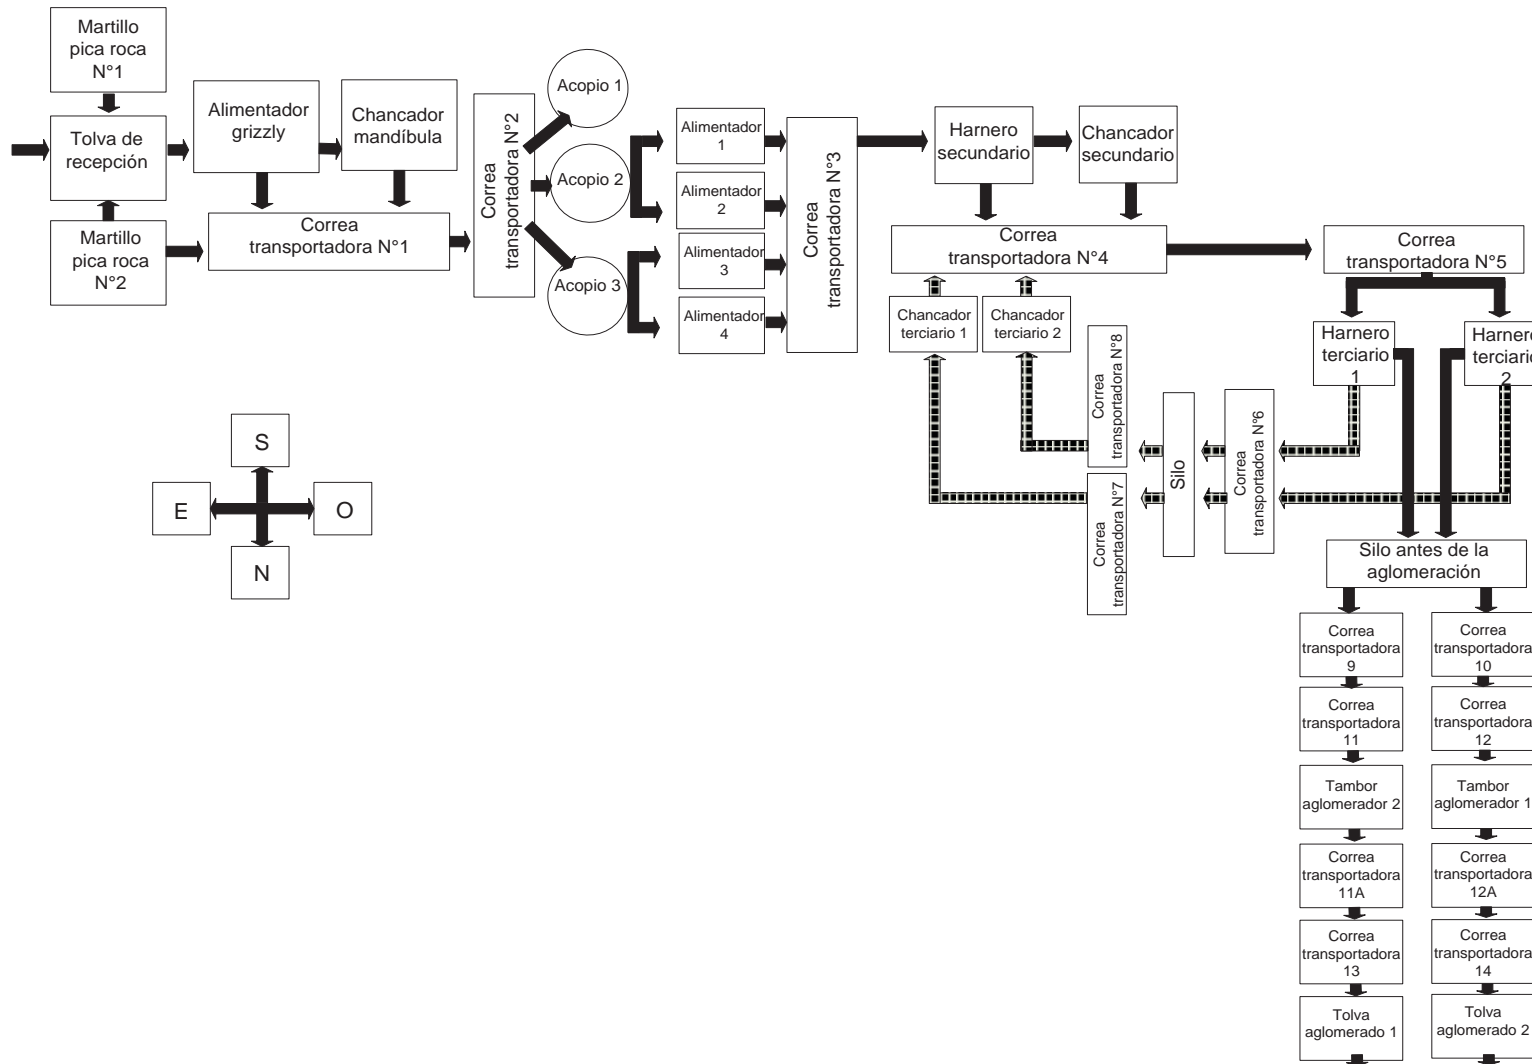 Martillo
pica roca
N°1
Tolva de
recepción
Martillo
pica roca
N°2
Alimentador
grizzly
Chancador
mandíbula
Correa
transportadora N°1
Correa
transportadora N°2
Acopio 1
Acopio 2
Acopio 3
Alimentador
1
Alimentador
2
Alimentador
3
Alimentador
4
Correa
transportadora N°3
Harnero
secundario
Chancador
secundario
Correa
transportadora N°4
Correa
transportadora N°5
Chancador
terciario 1
Chancador
terciario 2
Correa
transportadora N°8
Correa
transportadora N°7
Silo
Correa
transportadora N°6
Harnero
terciario
1
Harnero
terciario
2
S
E
O
N
Silo antes de la
aglomeración
Correa
transportadora
9
Correa
transportadora
10
Correa
transportadora
11
Correa
transportadora
12
Tambor
aglomerador 2
Tambor
aglomerador 1
Correa
transportadora
11A
Correa
transportadora
12A
Correa
transportadora
13
Correa
transportadora
14
Tolva
aglomerado 1
Tolva
aglomerado 2